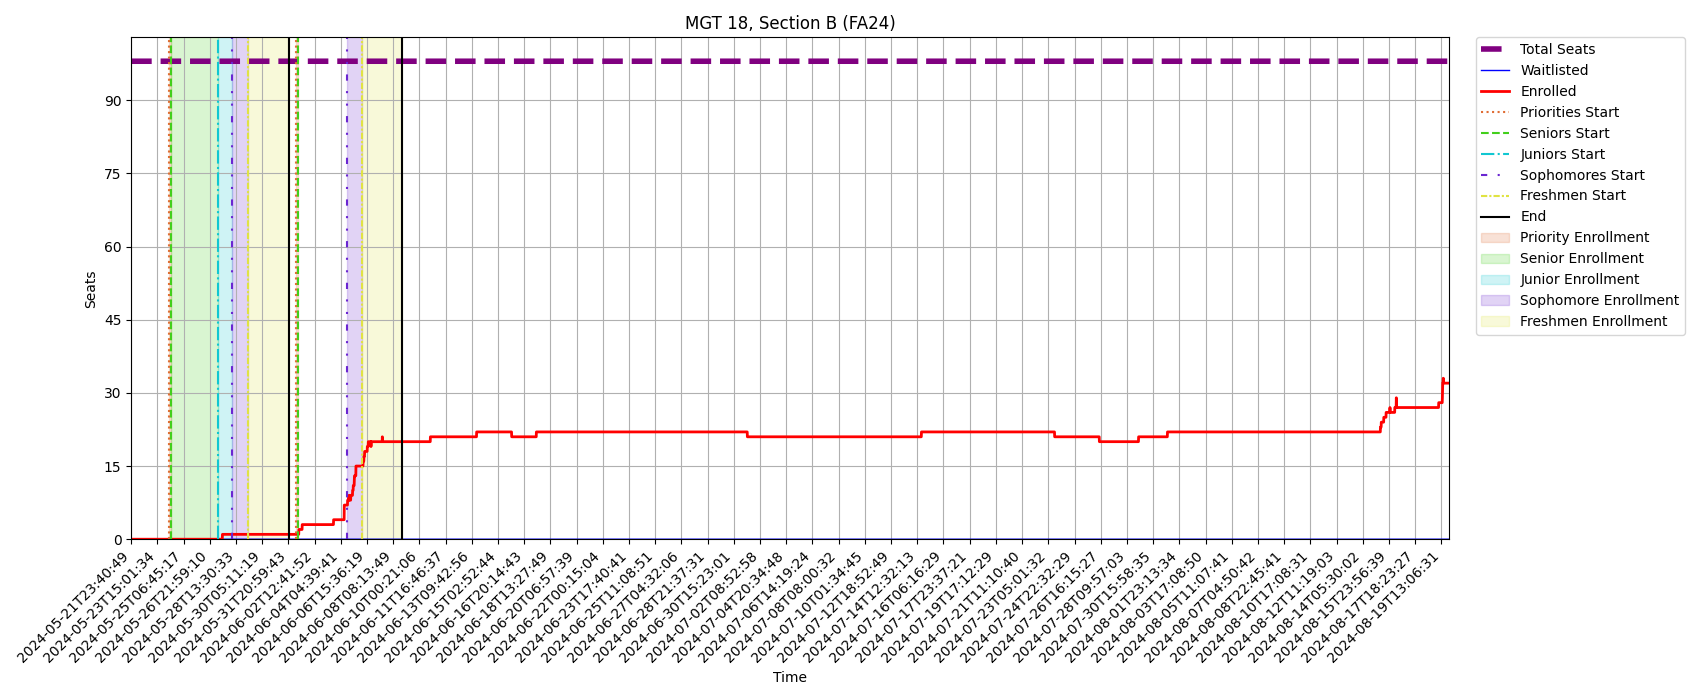 MGT 18, Section B (FA24)
Total Seats
Waitlisted
Enrolled
Priorities Start
Seniors Start
Juniors Start
Sophomores Start
Freshmen Start
End
Priority Enrollment
Senior Enrollment
Junior Enrollment
Sophomore Enrollment
Freshmen Enrollment
Seats
90
75
60
45
30
15
0
2024-05-21T23:40:49
2024-05-23T15:01:34
2024-05-25T06:45:17
2024-05-26T21:59:10
2024-05-28T13:30:33
2024-05-30T05:11:19
2024-05-31T20:59:43
2024-06-02T12:41:52
2024-06-04T04:39:41
2024-06-06T15:36:19
2024-06-08T08:13:49
2024-06-10T00:21:06
2024-06-11T16:46:37
2024-06-13T09:42:56
2024-06-15T02:52:44
2024-06-16T20:14:43
2024-06-18T13:27:49
2024-06-20T06:57:39
2024-06-22T00:15:04
2024-06-23T17:40:41
2024-06-25T11:08:51
2024-06-27T04:32:06
2024-06-28T21:37:31
2024-06-30T15:23:01
2024-07-02T08:52:58
2024-07-04T20:34:48
2024-07-06T14:19:24
2024-07-08T08:00:32
2024-07-10T01:34:45
2024-07-12T18:52:49
2024-07-14T12:32:13
2024-07-16T06:16:29
2024-07-17T23:37:21
2024-07-19T17:12:29
2024-07-21T11:10:40
2024-07-23T05:01:32
2024-07-24T22:32:29
2024-07-26T16:15:27
2024-07-28T09:57:03
2024-07-30T11:58:35
2024-08-01T23:13:34
2024-08-03T17:08:50
2024-08-05T11:07:41
2024-08-07T04:50:42
2024-08-08T22:45:41
2024-08-10T17:08:31
2024-08-12T11:19:03
2024-08-14T05:30:02
2024-08-15T23:56:39
2024-08-17T18:23:27
2024-08-19T13:06:31
Time